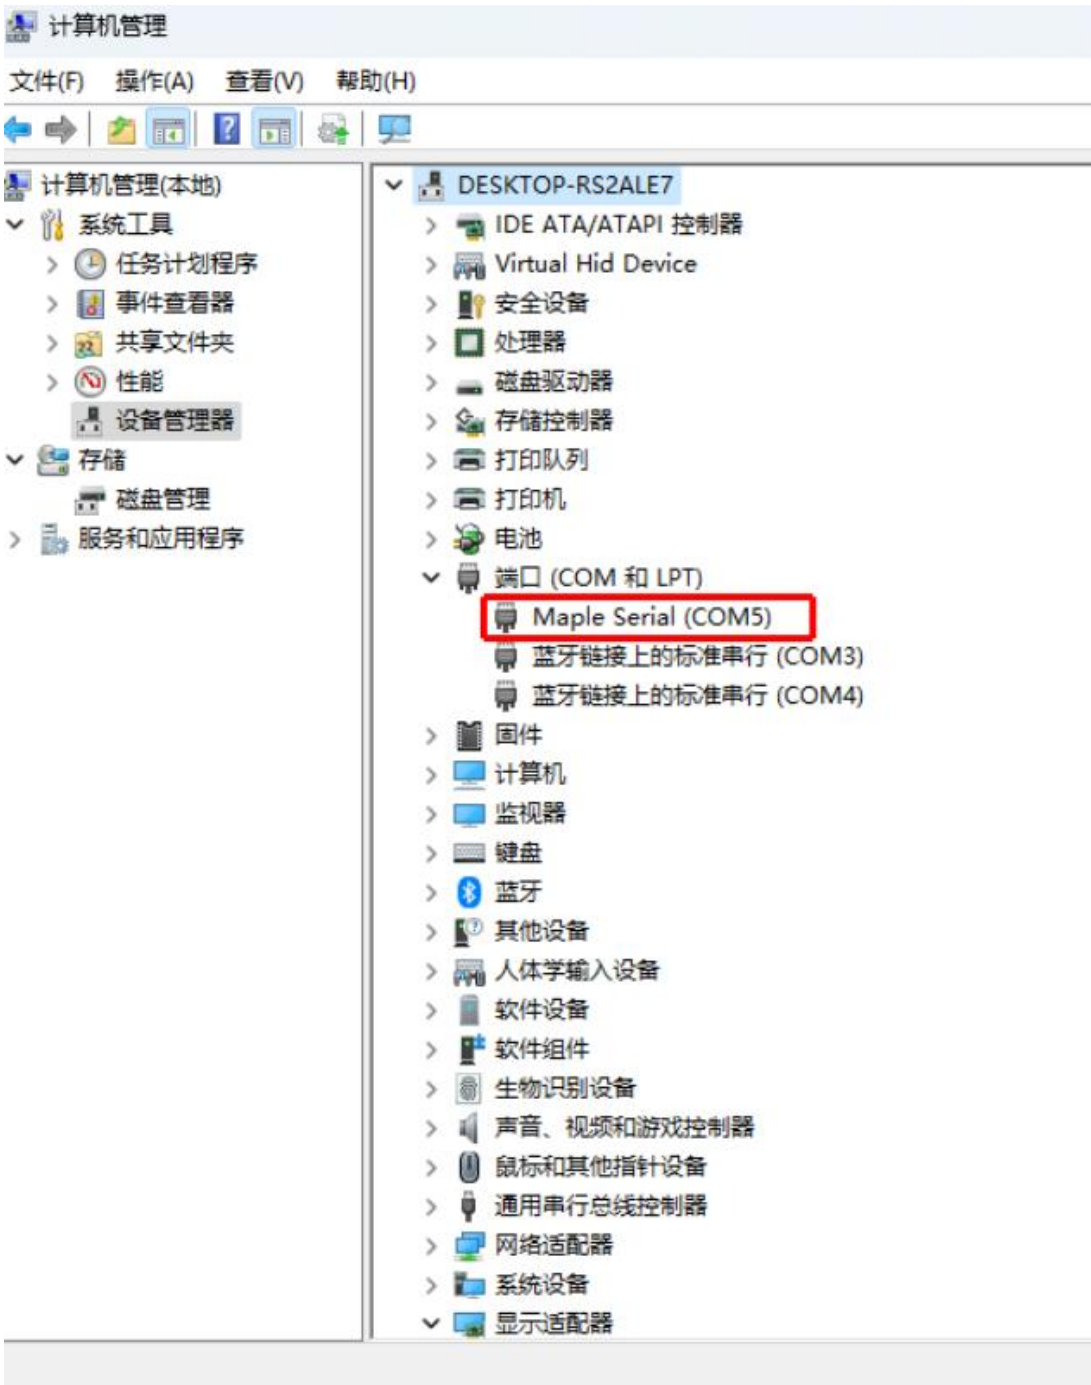 计算机管理
文件(F) 操作(A) 查看(V) 帮助(H)
计算机管理(本地)
系统工具
任务计划程序
事件查看器
共享文件夹
性能
设备管理器
存储
磁盘管理
服务和应用程序
DESKTOP-RS2ALE7
IDE ATA/ATAPI 控制器
Virtual Hid Device
安全设备
处理器
磁盘驱动器
存储控制器
打印队列
打印机
电池
端口 (COM 和 LPT)
Maple Serial (COM5)
蓝牙链接上的标准串行 (COM3)
蓝牙链接上的标准串行 (COM4)
固件
计算机
监视器
键盘
蓝牙
其他设备
人体学输入设备
软件设备
软件组件
生物识别设备
声音、视频和游戏控制器
鼠标和其他指针设备
通用串行总线控制器
网络适配器
系统设备
显示适配器